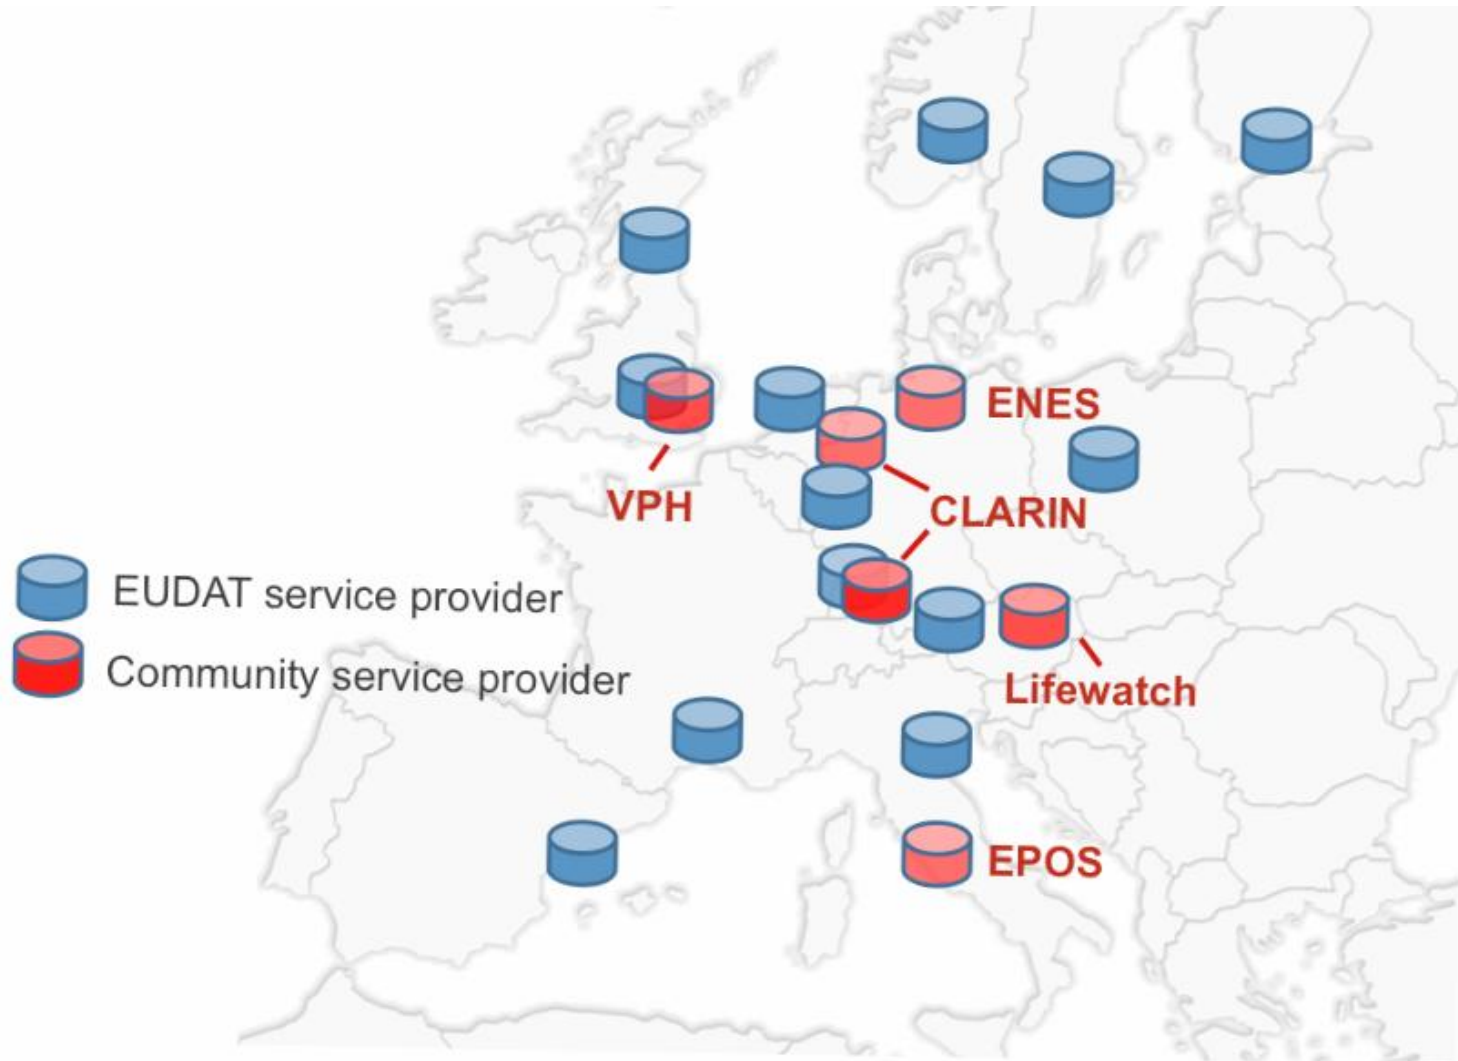 ENES
VPH
CLARIN
EUDAT service provider
Community service provider
Lifewatch
EPOS